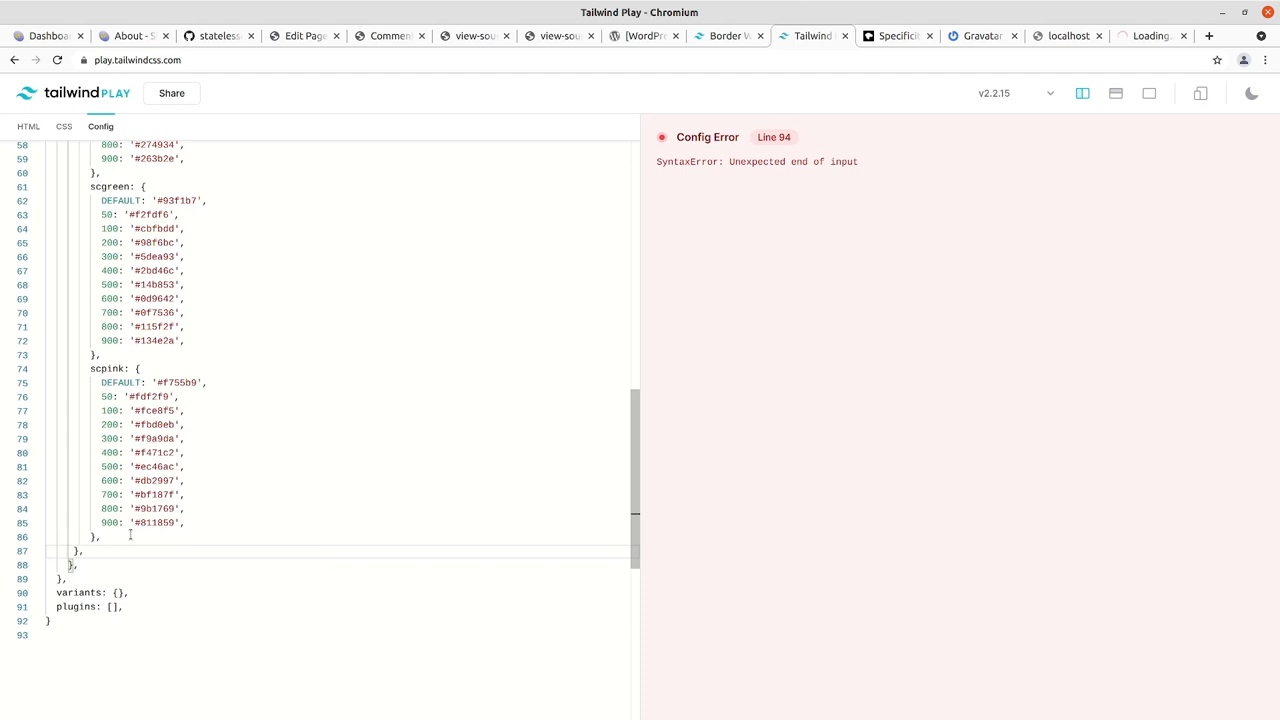 Tailwind Play - Chromium
Dashboa
About - S
stateless
Edit Page
Comment
view-sou
view-sou
[WordPre
Border W
Tailwind
Specificit
Gravatar
localhost
Loading...
play.tailwindcss.com
tailwind PLAY
Share
v2.2.15
HTML CSS Config
58 800: '#274934',
59 900: '#263b2e',
60 },
61 scgreen: {
62 DEFAULT: '#93f1b7',
63 50: '#f2fdf6',
64 100: '#cbfbdd',
65 200: '#98f6bc',
66 300: '#5dea93',
67 400: '#2bd46c',
68 500: '#14b853',
69 600: '#0d9642',
70 700: '#0f7536',
71 800: '#115f2f',
72 900: '#134e2a',
73 },
74 scpink: {
75 DEFAULT: '#f755b9',
76 50: '#fdf2f9',
77 100: '#fce8f5',
78 200: '#fbd0eb',
79 300: '#f9a9da',
80 400: '#f471c2',
81 500: '#ec46ac',
82 600: '#db2997',
83 700: '#bf187f',
84 800: '#9b1769',
85 900: '#811859',
86 },
87 },
88 },
89 },
90 variants: {},
91 plugins: [],
92 }
93
Config Error Line 94
SyntaxError: Unexpected end of input